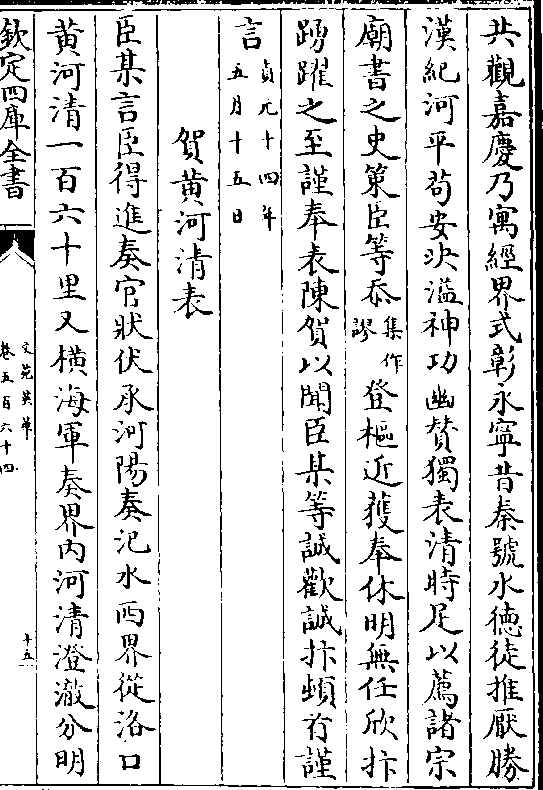 共觀嘉慶乃寓經界式彰永寧昔秦號水徳徒推厭勝
漢紀河平苟安決溢神功幽賛獨表清時足以薦諸宗
廟書之史策臣等忝集作謬登樞近獲奉休明無任欣抃
踴躍之至謹奉表陳賀以聞臣某等誠歡誠抃頓首謹
言貞元十四年五月十五日
賀黄河清表
臣某言臣得進奏官狀伏承河陽奏汜水西界從洛口
黄河清一百六十里又横海軍奏界内河清澄澈分明
欽定四庫全書
文苑英華
卷五百六十四
十五